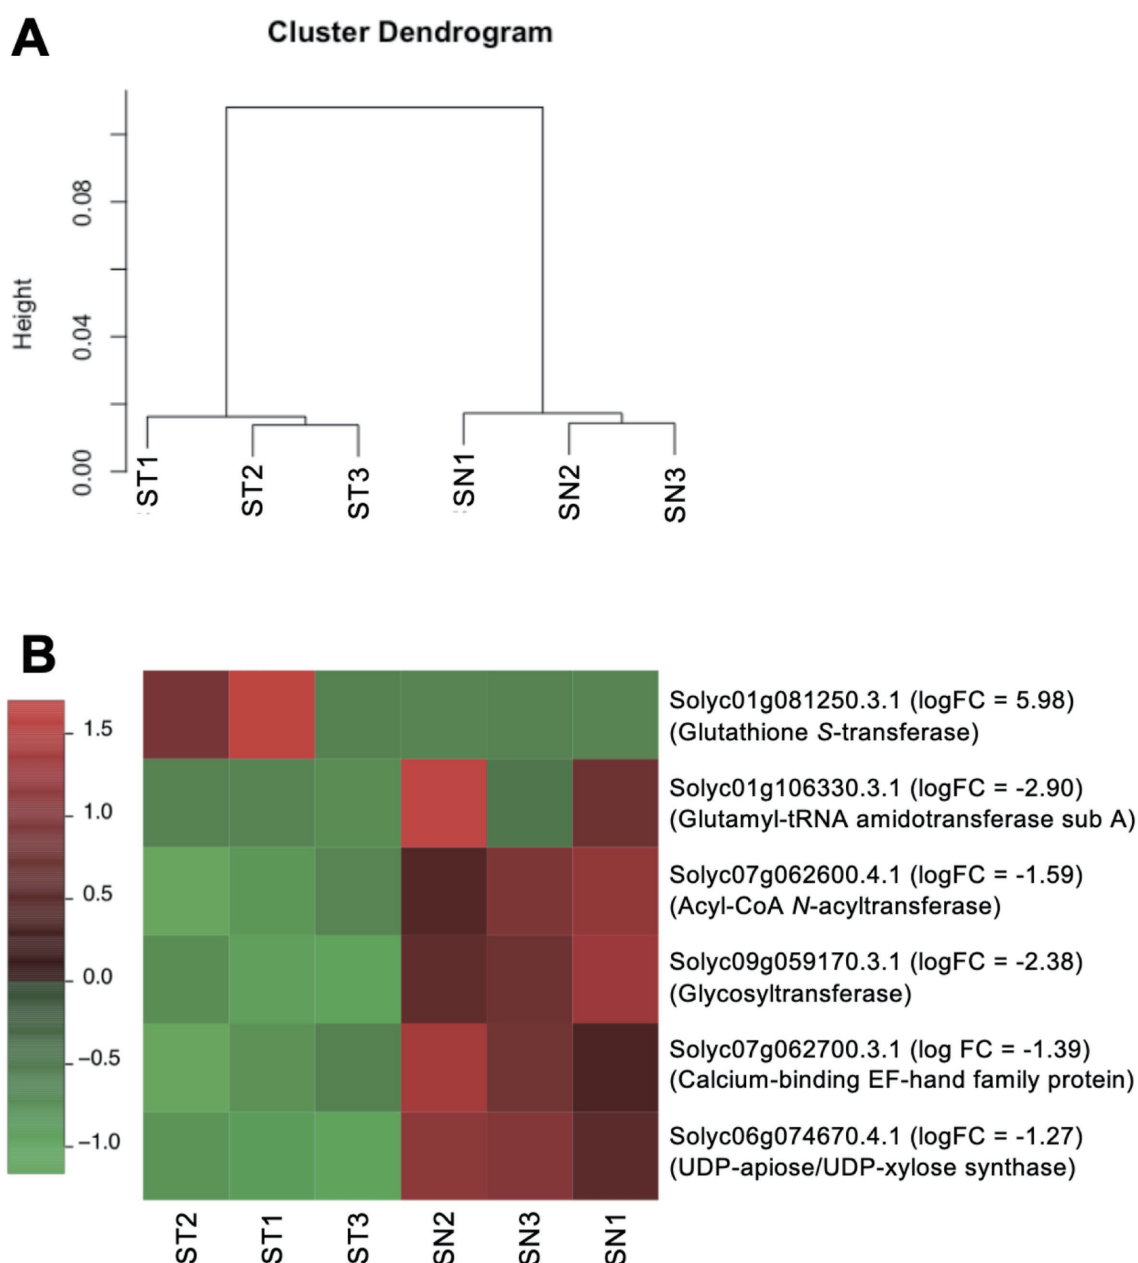 A
Cluster Dendrogram
Height
0.08
0.04
0.00
ST1
ST2
ST3
SN1
SN2
SN3
B
1.5
1.0
0.5
0.0
−0.5
−1.0
Solyc01g081250.3.1 (logFC = 5.98)
(Glutathione S-transferase)
Solyc01g106330.3.1 (logFC = -2.90)
(Glutamyl-tRNA amidotransferase sub A)
Solyc07g062600.4.1 (logFC = -1.59)
(Acyl-CoA N-acyltransferase)
Solyc09g059170.3.1 (logFC = -2.38)
(Glycosyltransferase)
Solyc07g062700.3.1 (log FC = -1.39)
(Calcium-binding EF-hand family protein)
Solyc06g074670.4.1 (logFC = -1.27)
(UDP-apiose/UDP-xylose synthase)
ST2
ST1
ST3
SN2
SN3
SN1